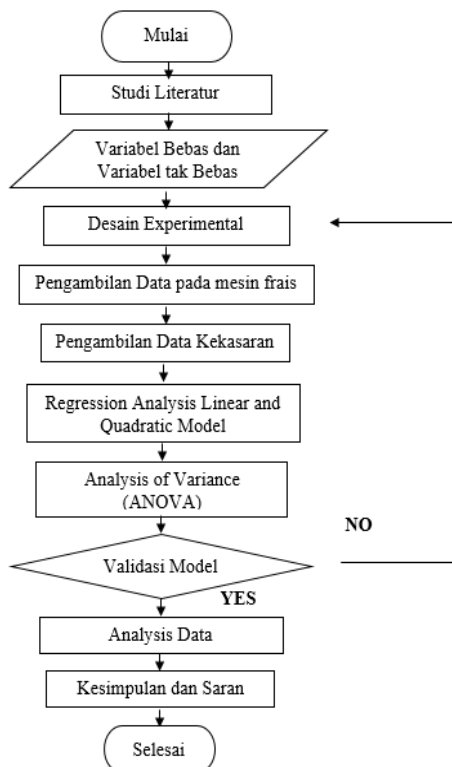 Mulai
Studi Literatur
Variabel Bebas dan
Variabel tak Bebas
Desain Experimental
Pengambilan Data pada mesin frais
Pengambilan Data Kekasaran
Regression Analysis Linear and
Quadratic Model
Analysis of Variance
(ANOVA)
NO
Validasi Model
YES
Analysis Data
Kesimpulan dan Saran
Selesai